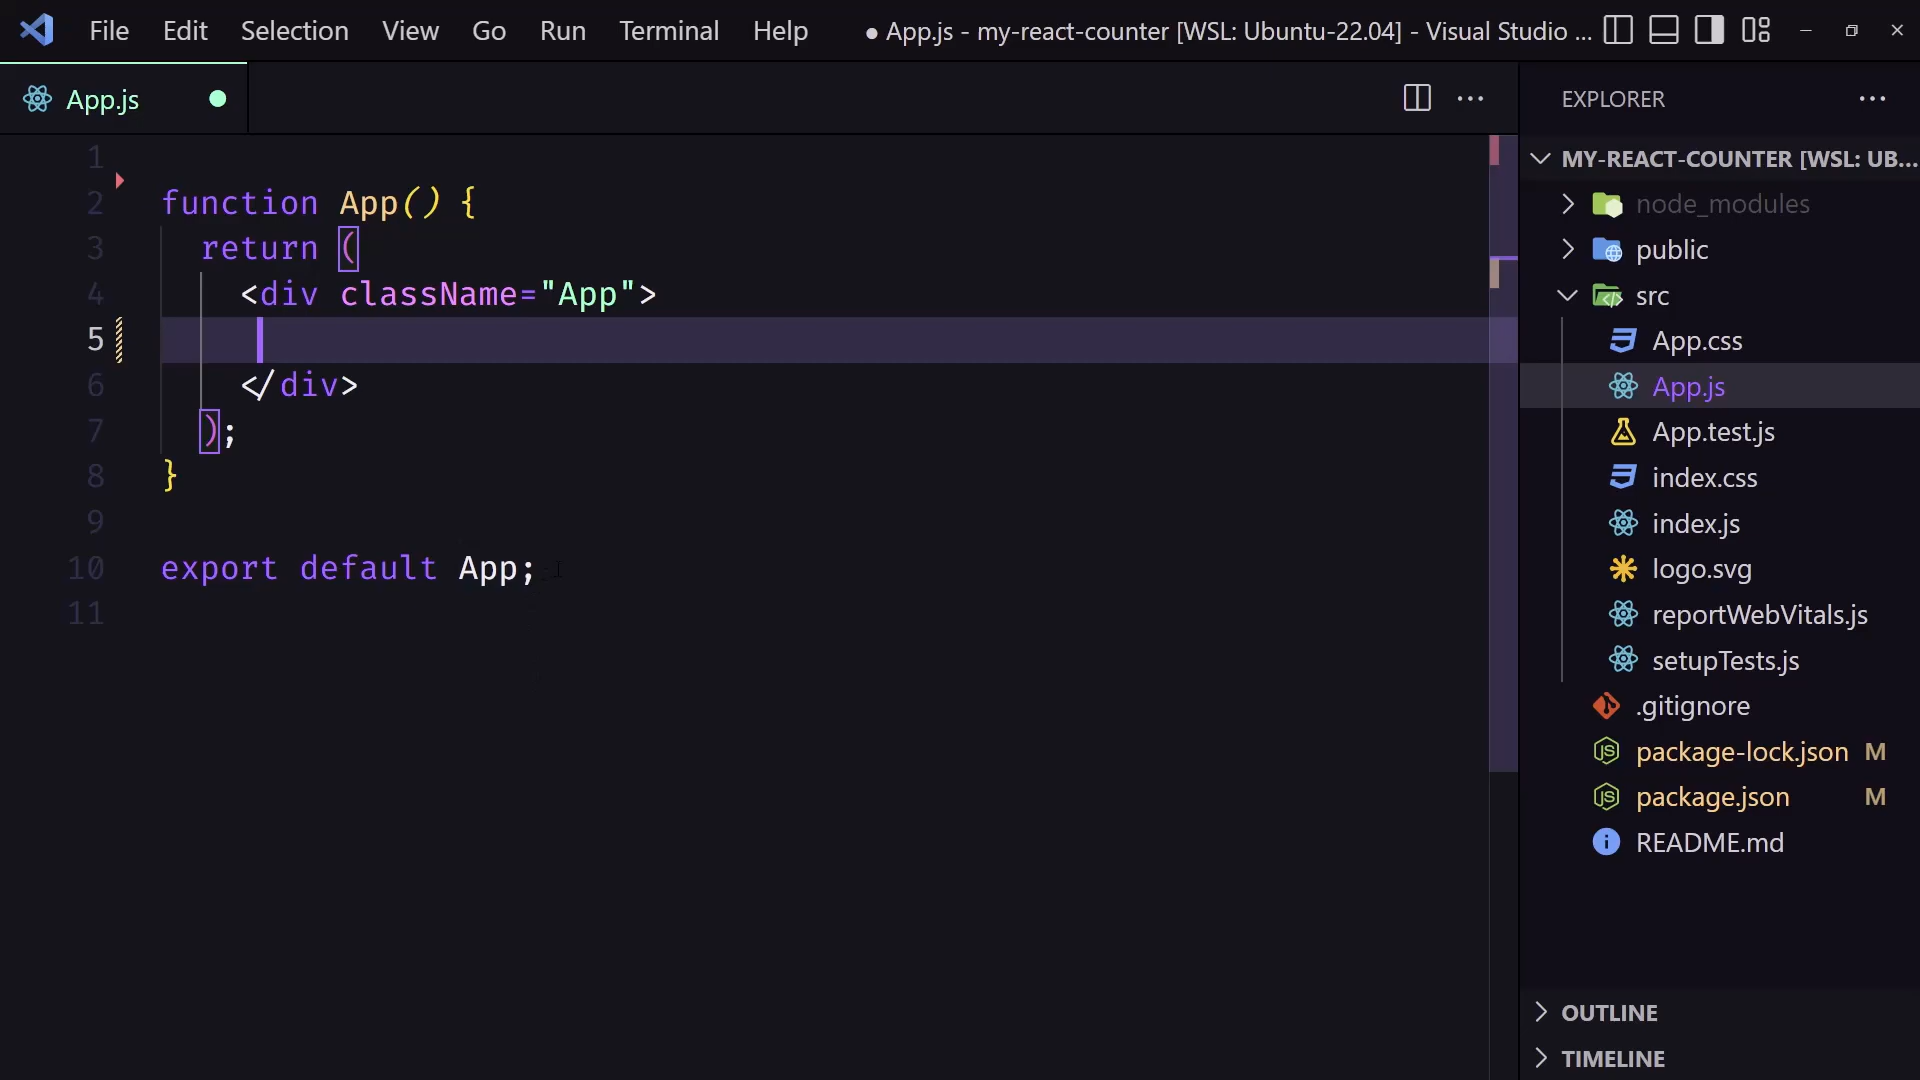 File Edit Selection View Go Run Terminal Help ● App.js - my-react-counter [WSL: Ubuntu-22.04] - Visual Studio ...
App.js
1
2 function App() {
3 return (
4 <div className="App">
5
6 </div>
7 );
8 }
9
10 export default App;
11
EXPLORER
MY-REACT-COUNTER [WSL: UB...
node_modules
public
src
App.css
App.js
App.test.js
index.css
index.js
logo.svg
reportWebVitals.js
setupTests.js
.gitignore
package-lock.json M
package.json M
README.md
OUTLINE
TIMELINE